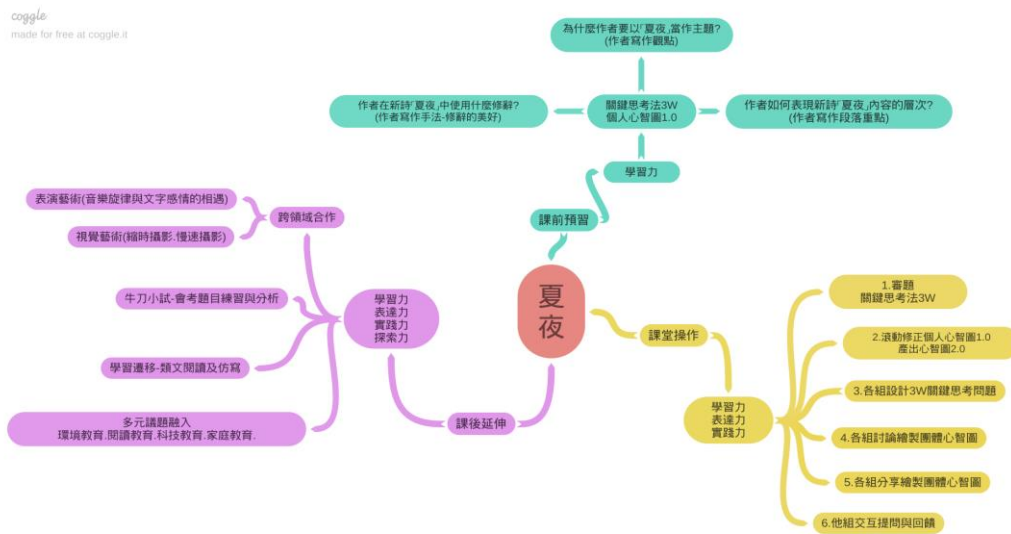 coggle
made for free at coggle.it
為什麼作者要以「夏夜」當作主題?
(作者寫作觀點)
作者在新詩「夏夜」中使用什麼修辭?
(作者寫作手法-修辭的美好)
關鍵思考法3W
個人心智圖1.0
作者如何表現新詩「夏夜」內容的層次?
(作者寫作段落重點)
學習力
課前預習
夏
夜
課堂操作
學習力
表達力
實踐力
1.審題
關鍵思考法3W
2.滾動修正個人心智圖1.0
產出心智圖2.0
3.各組設計3W關鍵思考問題
4.各組討論繪製團體心智圖
5.各組分享繪製團體心智圖
6.他組交互提問與回饋
課後延伸
學習力
表達力
實踐力
探索力
跨領域合作
表演藝術(音樂旋律與文字感情的相遇)
視覺藝術(縮時攝影.慢速攝影)
牛刀小試-會考題目練習與分析
學習遷移-類文閱讀及仿寫
多元議題融入
環境教育.閱讀教育.科技教育.家庭教育.